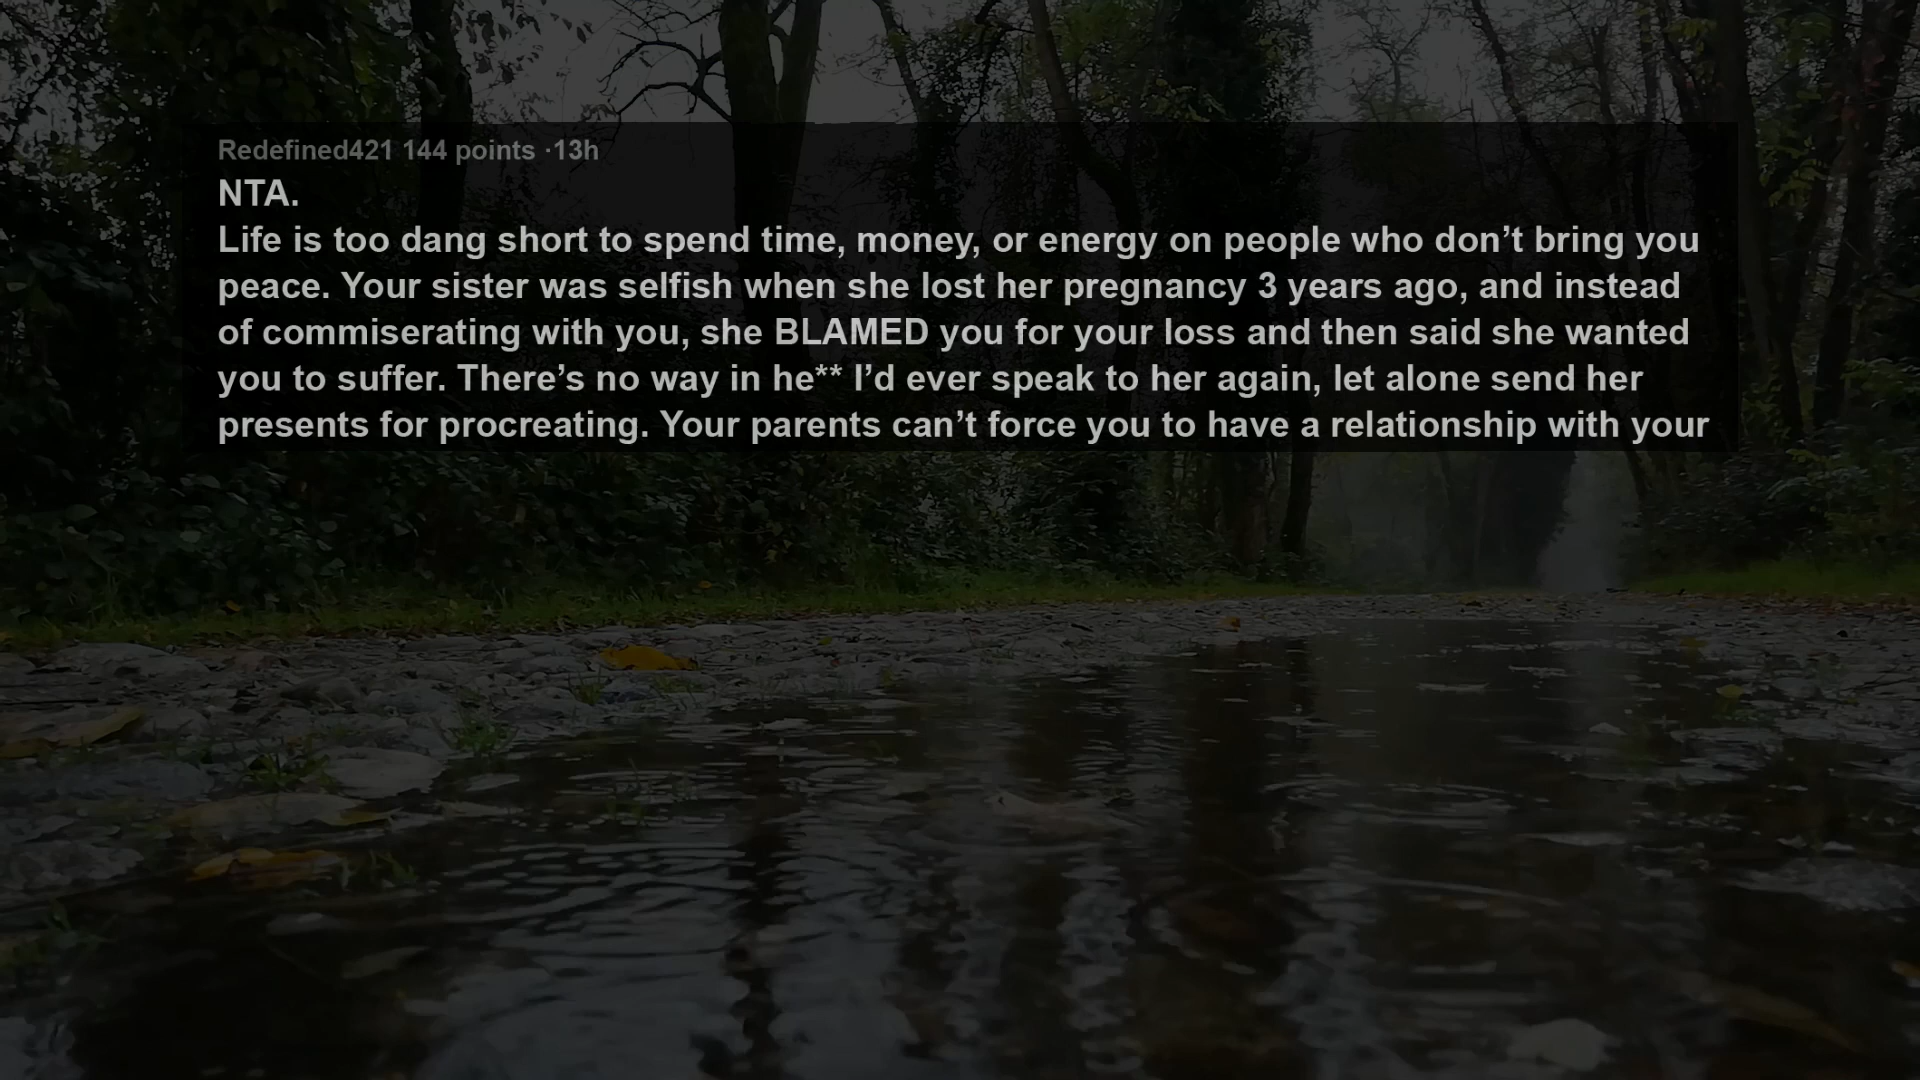 Redefined421 144 points ·13h
NTA.
Life is too dang short to spend time, money, or energy on people who don’t bring you
peace. Your sister was selfish when she lost her pregnancy 3 years ago, and instead
of commiserating with you, she BLAMED you for your loss and then said she wanted
you to suffer. There’s no way in he** I’d ever speak to her again, let alone send her
presents for procreating. Your parents can’t force you to have a relationship with your